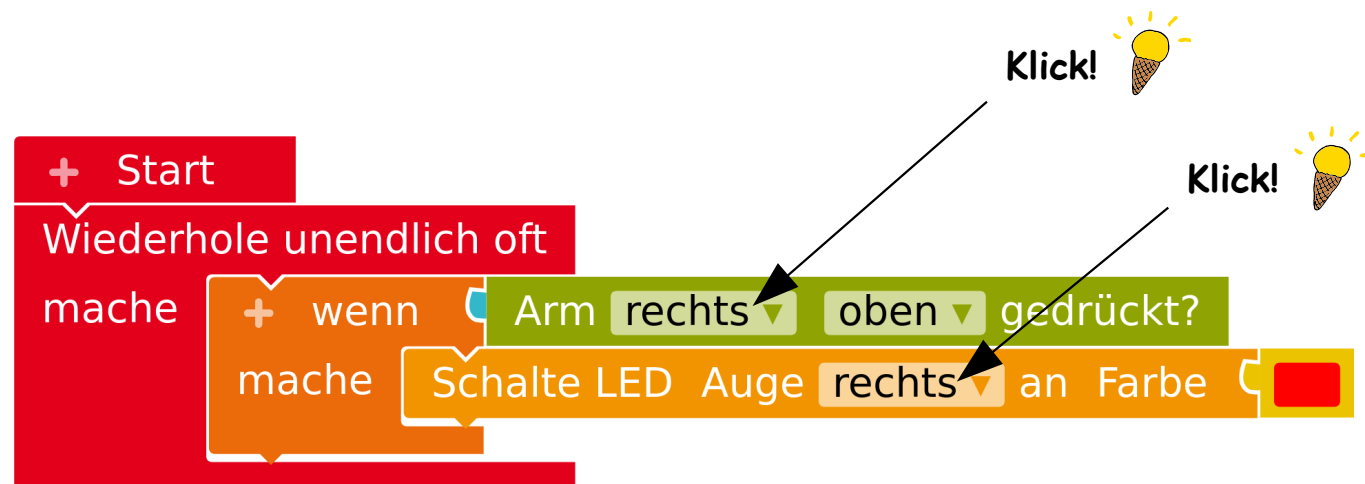 Klick!
Klick!
+ Start
Wiederhole unendlich oft
mache + wenn Arm rechts ▾ oben ▾ gedrückt?
mache Schalte LED Auge rechts ▾ an Farbe